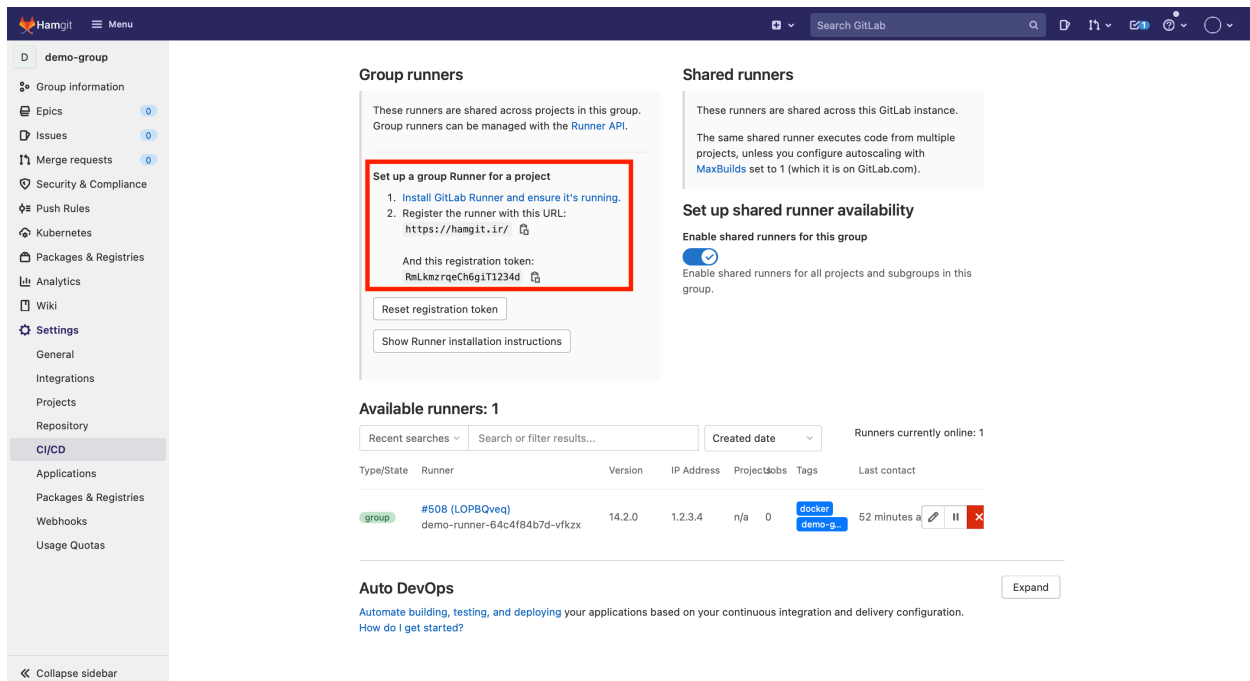 Hamgit
Menu
Search GitLab
1
D
demo-group
Group information
Epics 0
Issues 0
Merge requests 0
Security & Compliance
Push Rules
Kubernetes
Packages & Registries
Analytics
Wiki
Settings
General
Integrations
Projects
Repository
CI/CD
Applications
Packages & Registries
Webhooks
Usage Quotas
Collapse sidebar
Group runners
These runners are shared across projects in this group.
Group runners can be managed with the Runner API.
Set up a group Runner for a project
1. Install GitLab Runner and ensure it's running.
2. Register the runner with this URL:
https://hamgit.ir/
And this registration token:
RmLkmzrqeCh6giT1234d
Reset registration token
Show Runner installation instructions
Shared runners
These runners are shared across this GitLab instance.
The same shared runner executes code from multiple
projects, unless you configure autoscaling with
MaxBuilds set to 1 (which it is on GitLab.com).
Set up shared runner availability
Enable shared runners for this group
Enable shared runners for all projects and subgroups in this
group.
Available runners: 1
Recent searches
Search or filter results...
Created date
Runners currently online: 1
Type/State Runner Version IP Address Projects Jobs Tags Last contact
group
#508 (LOPBQveq)
demo-runner-64c4f84b7d-vfkzx
14.2.0 1.2.3.4 n/a 0
docker
demo-g...
52 minutes a
Auto DevOps
Expand
Automate building, testing, and deploying your applications based on your continuous integration and delivery configuration.
How do I get started?